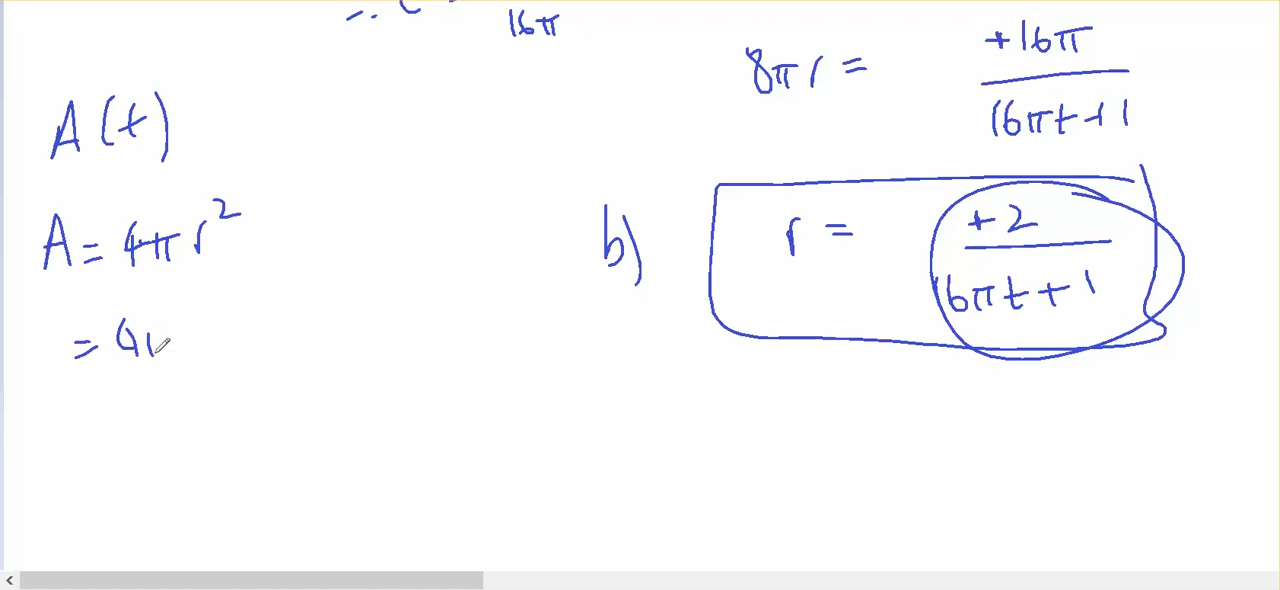 16π
8πr = +16π / 16πt+1
A(t)
A = 4πr²
b) r = +2 / 16πt + 1
= 4